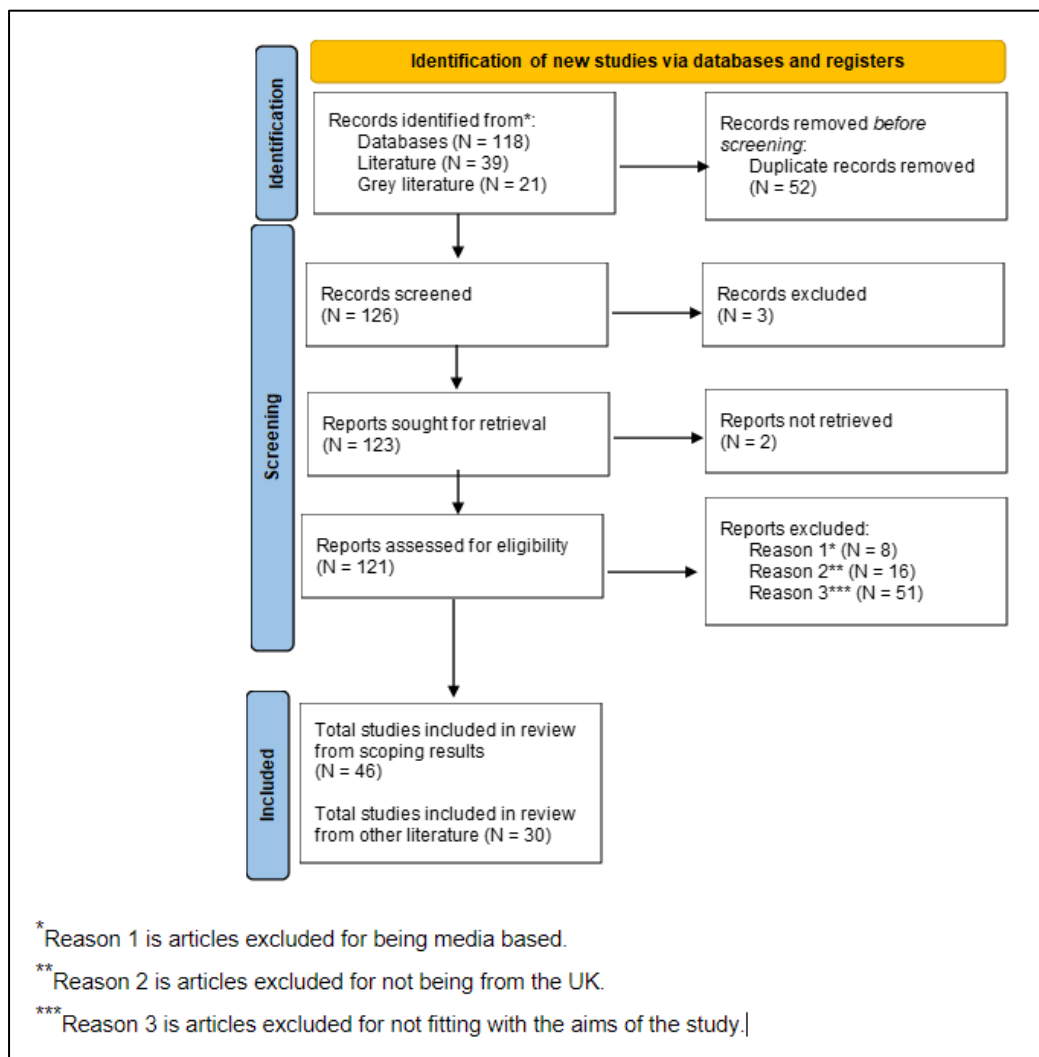 Identification of new studies via databases and registers
Identification
Records identified from*:
Databases (N = 118)
Literature (N = 39)
Grey literature (N = 21)
Records removed before
screening:
Duplicate records removed
(N = 52)
Screening
Records screened
(N = 126)
Records excluded
(N = 3)
Reports sought for retrieval
(N = 123)
Reports not retrieved
(N = 2)
Reports assessed for eligibility
(N = 121)
Reports excluded:
Reason 1* (N = 8)
Reason 2** (N = 16)
Reason 3*** (N = 51)
Included
Total studies included in review
from scoping results
(N = 46)
Total studies included in review
from other literature (N = 30)
*Reason 1 is articles excluded for being media based.
**Reason 2 is articles excluded for not being from the UK.
***Reason 3 is articles excluded for not fitting with the aims of the study.